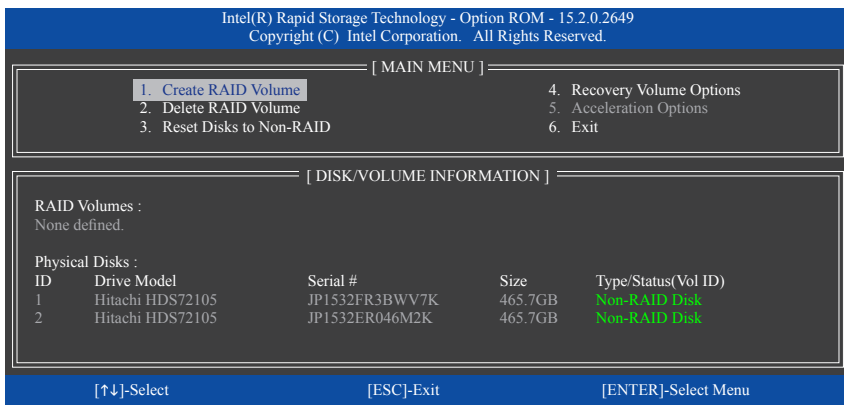 Intel(R) Rapid Storage Technology - Option ROM - 15.2.0.2649
Copyright (C) Intel Corporation. All Rights Reserved.
[ MAIN MENU ]
1. Create RAID Volume
2. Delete RAID Volume
3. Reset Disks to Non-RAID
4. Recovery Volume Options
5. Acceleration Options
6. Exit
[ DISK/VOLUME INFORMATION ]
RAID Volumes :
None defined.
Physical Disks :
ID Drive Model Serial # Size Type/Status(Vol ID)
1 Hitachi HDS72105 JP1532FR3BWV7K 465.7GB Non-RAID Disk
2 Hitachi HDS72105 JP1532ER046M2K 465.7GB Non-RAID Disk
[↑↓]-Select [ESC]-Exit [ENTER]-Select Menu